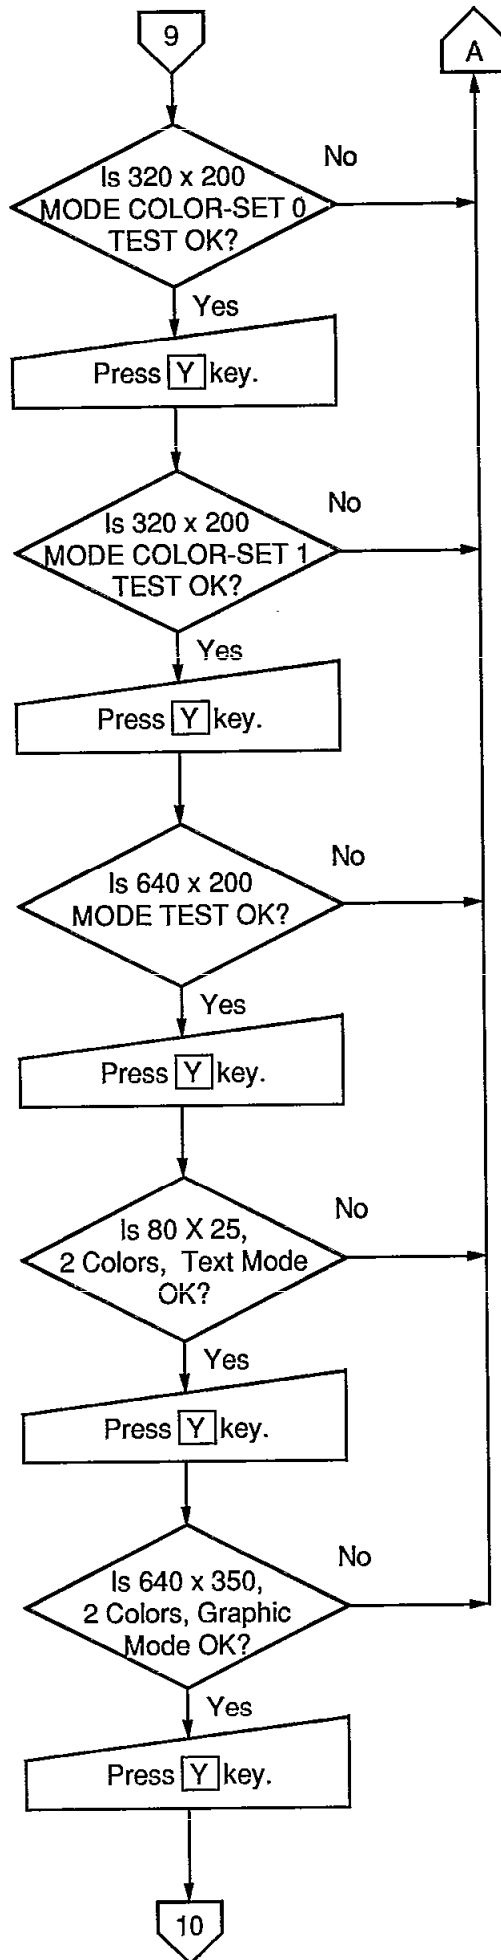 9
A
No
Is 320 x 200
MODE COLOR-SET 0
TEST OK?
Yes
Press Y key.
No
Is 320 x 200
MODE COLOR-SET 1
TEST OK?
Yes
Press Y key.
No
Is 640 x 200
MODE TEST OK?
Yes
Press Y key.
No
Is 80 X 25,
2 Colors, Text Mode
OK?
Yes
Press Y key.
No
Is 640 x 350,
2 Colors, Graphic
Mode OK?
Yes
Press Y key.
10